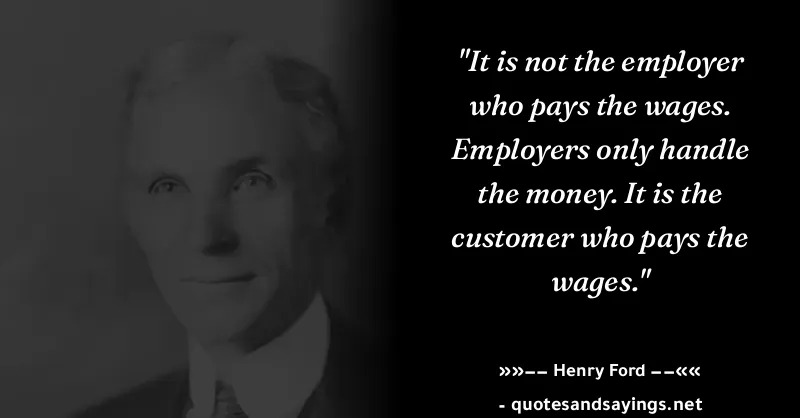 "It is not the employer
who pays the wages.
Employers only handle
the money. It is the
customer who pays the
wages."
»»–– Henry Ford ––««
- quotesandsayings.net